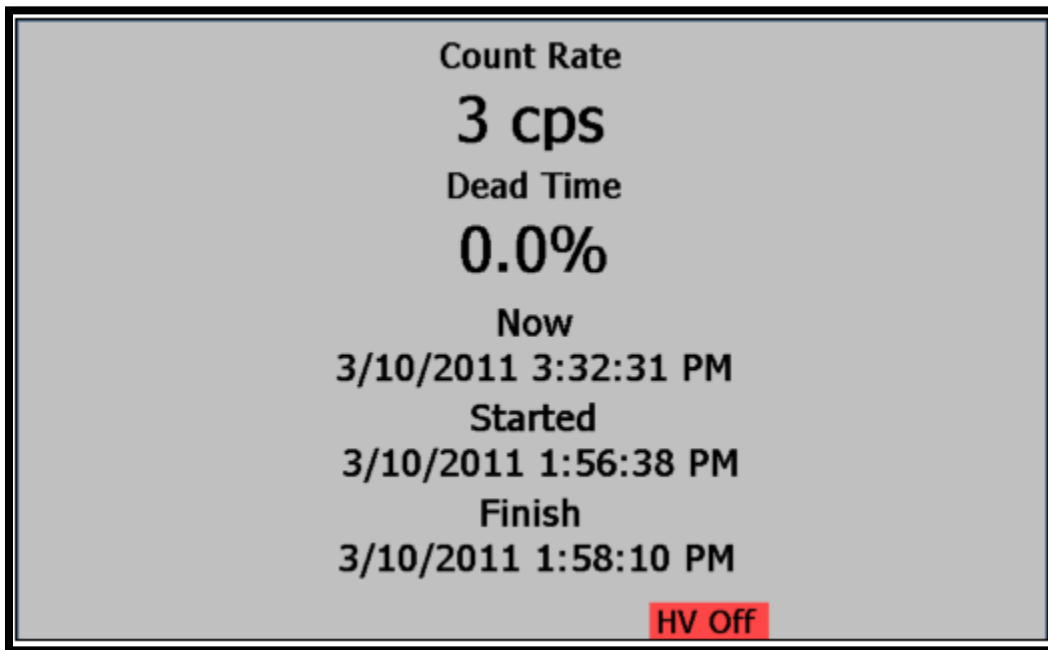 Count Rate
3 cps
Dead Time
0.0%
Now
3/10/2011 3:32:31 PM
Started
3/10/2011 1:56:38 PM
Finish
3/10/2011 1:58:10 PM
HV Off